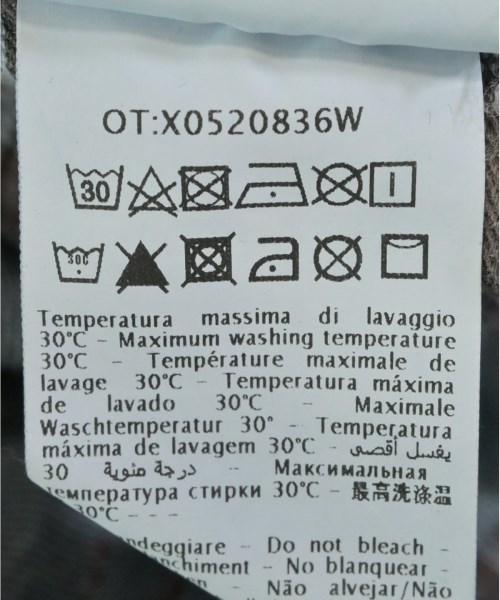 OT:X0520836W
30
30C
Temperatura massima di lavaggio
30°C - Maximum washing temperature
30°C - Température maximale de
lavage 30°C - Temperatura máxima
de lavado 30°C - Maximale
Waschtemperatur 30° - Temperatura
máxima de lavagem 30°C - يغسل أقصى
30 درجة مئوية - Максимальная
температура стирки 30°C - 最高洗涤温
30°C - - -
ndeggiare - Do not bleach -
nchiment - No blanquear -
n - Não alvejar/Não